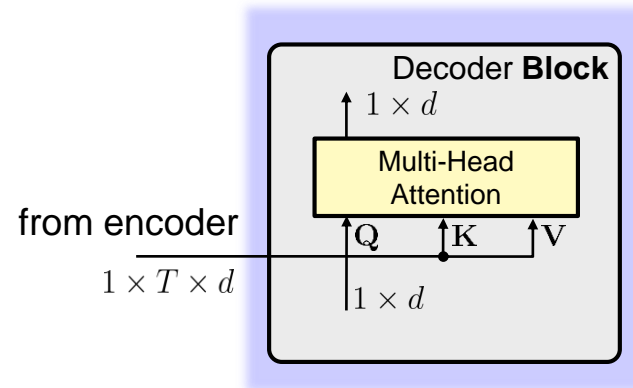 Decoder Block
1 × d
Multi-Head
Attention
from encoder
Q K V
1 × T × d
1 × d